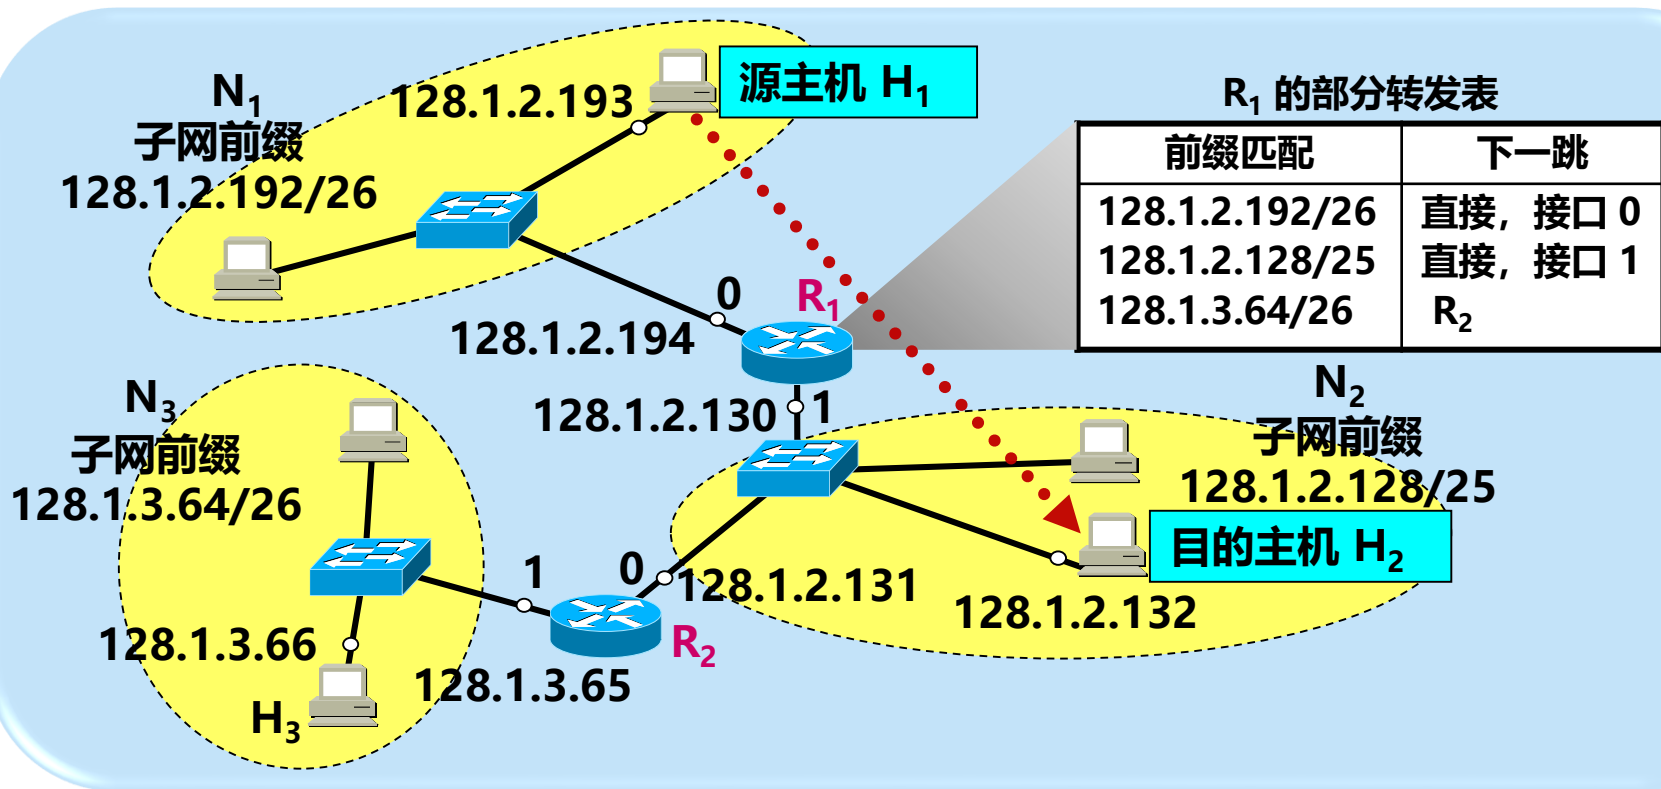 N1
子网前缀
128.1.2.192/26
128.1.2.193
源主机 H1
R1 的部分转发表
前缀匹配 下一跳
128.1.2.192/26 直接，接口 0
128.1.2.128/25 直接，接口 1
128.1.3.64/26 R2
0
R1
128.1.2.194
128.1.2.130
1
N2
子网前缀
128.1.2.128/25
目的主机 H2
128.1.2.132
N3
子网前缀
128.1.3.64/26
1
0
128.1.2.131
R2
128.1.3.66
128.1.3.65
H3